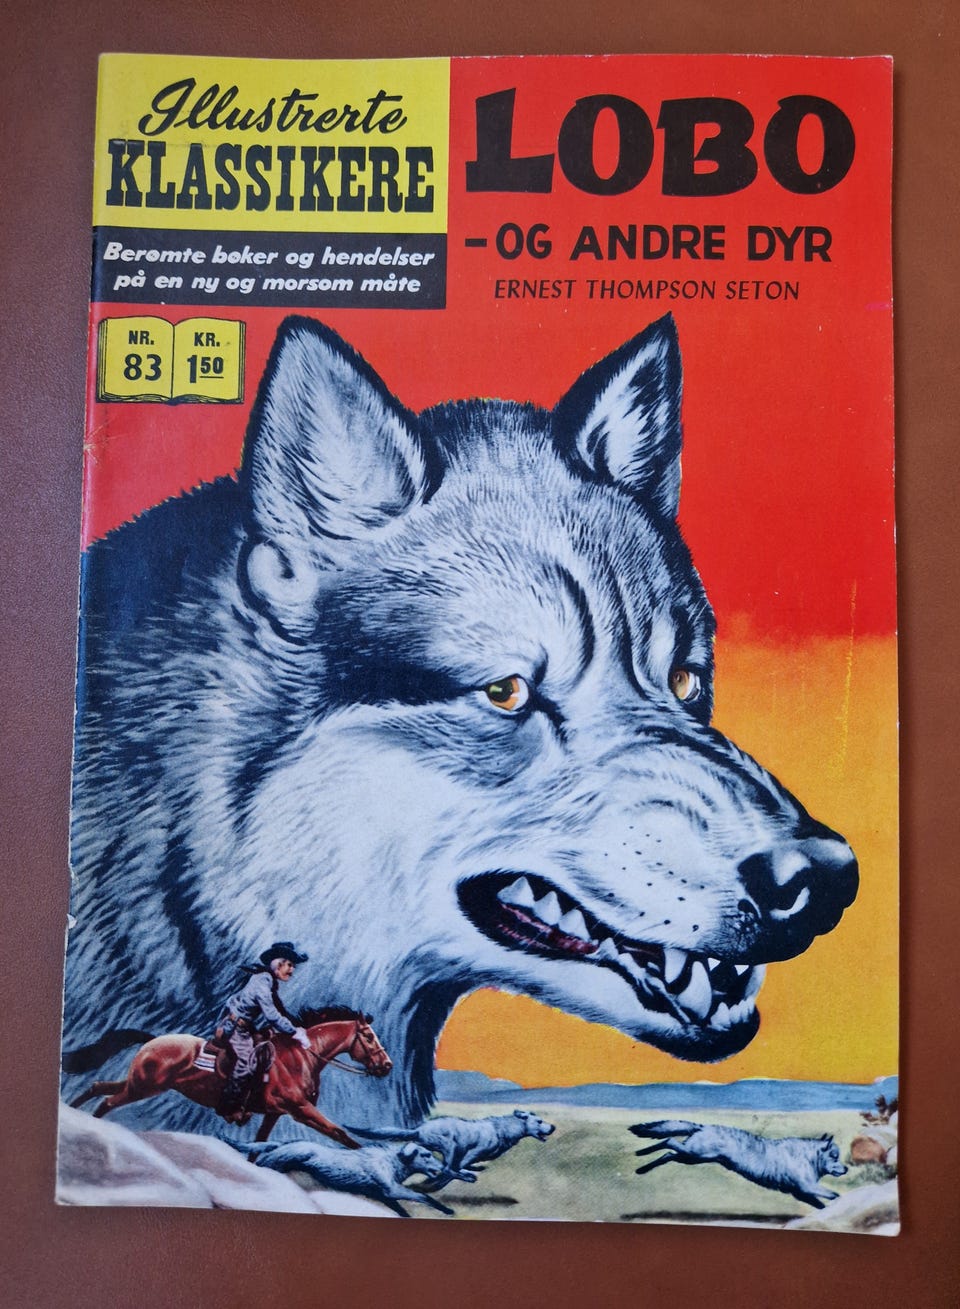 Illustrerte
KLASSIKERE
Berømte bøker og hendelser
på en ny og morsom måte
NR.
83
KR.
1 50
LOBO
- OG ANDRE DYR
ERNEST THOMPSON SETON